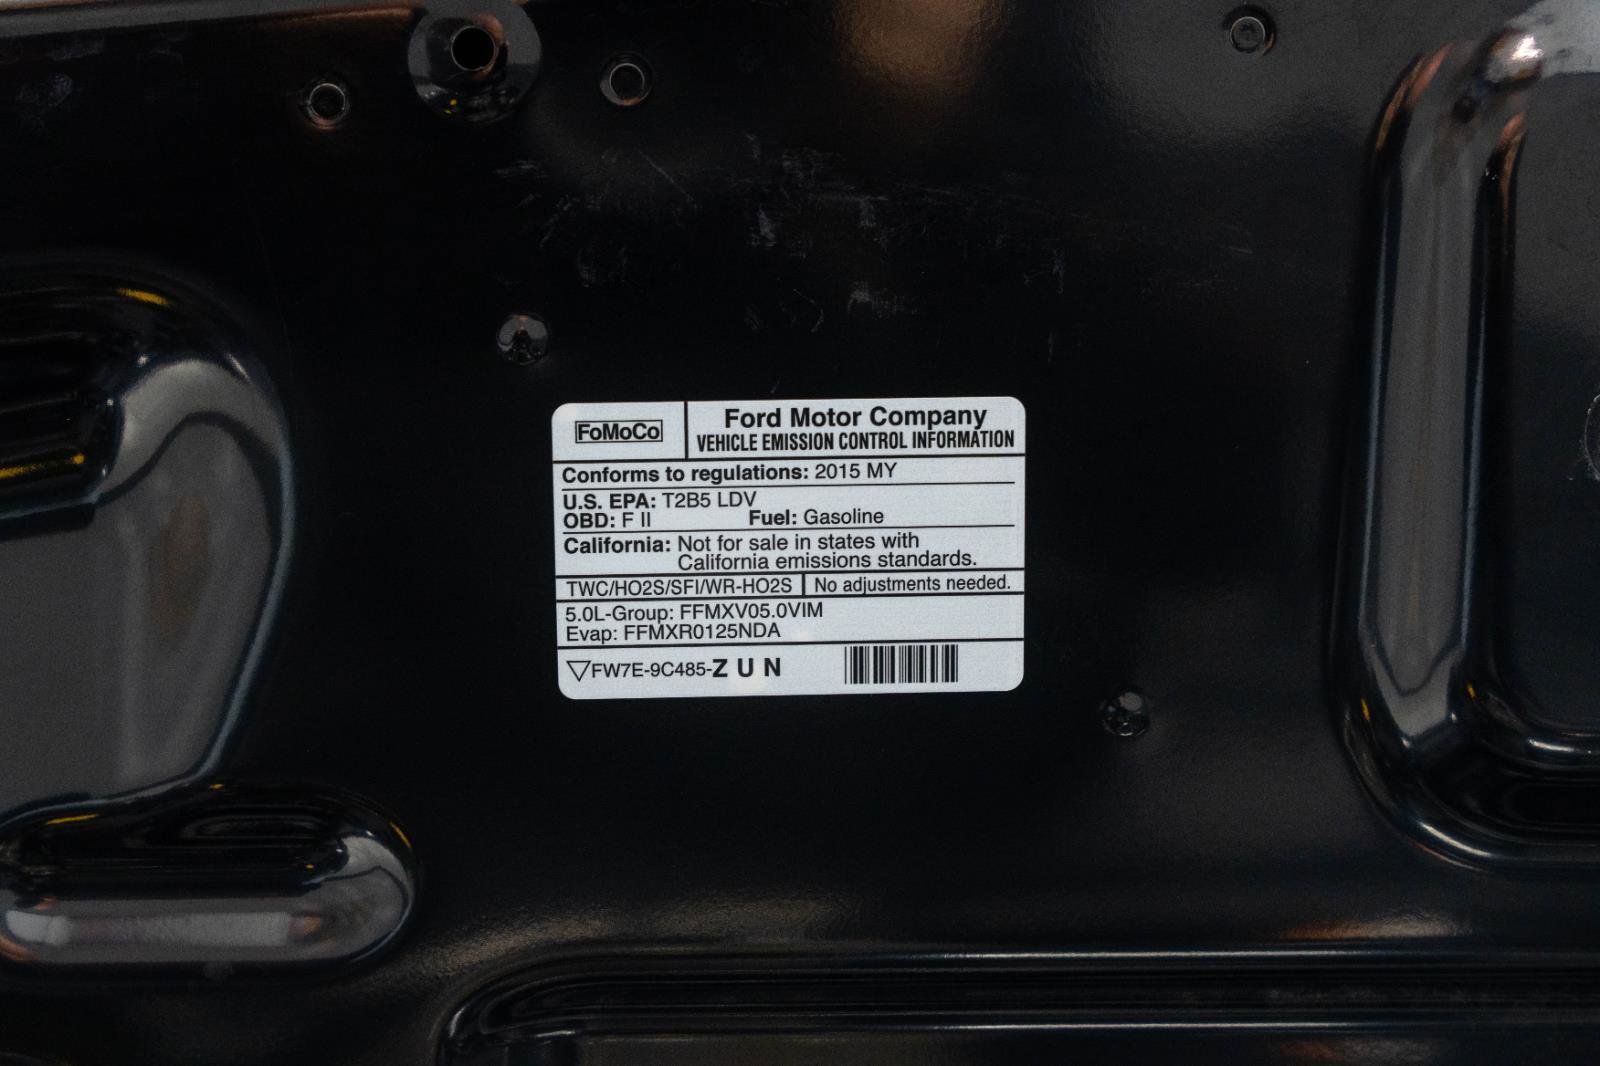 FoMoCo
Ford Motor Company
VEHICLE EMISSION CONTROL INFORMATION
Conforms to regulations: 2015 MY
U.S. EPA: T2B5 LDV
OBD: F II Fuel: Gasoline
California: Not for sale in states with
California emissions standards.
TWC/HO2S/SFI/WR-HO2S No adjustments needed.
5.0L-Group: FFMXV05.0VIM
Evap: FFMXR0125NDA
▽FW7E-9C485-Z U N